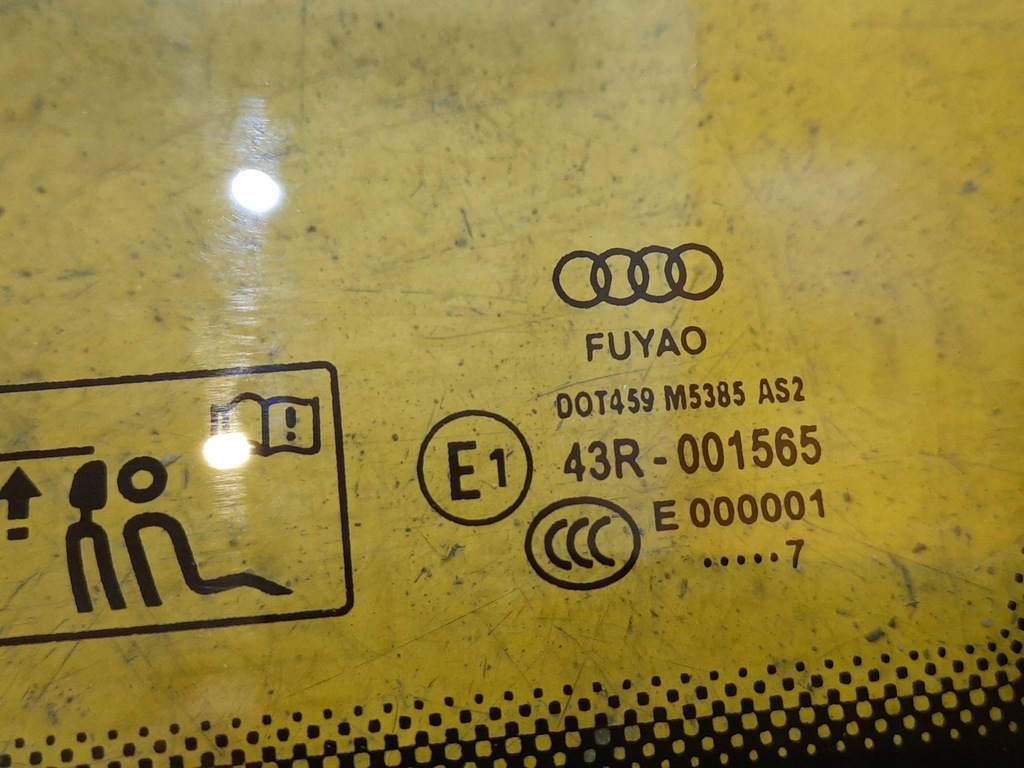 FUYAO
DOT459 M5385 AS2
E1
43R-001565
CCC
E 000001
.....7
!